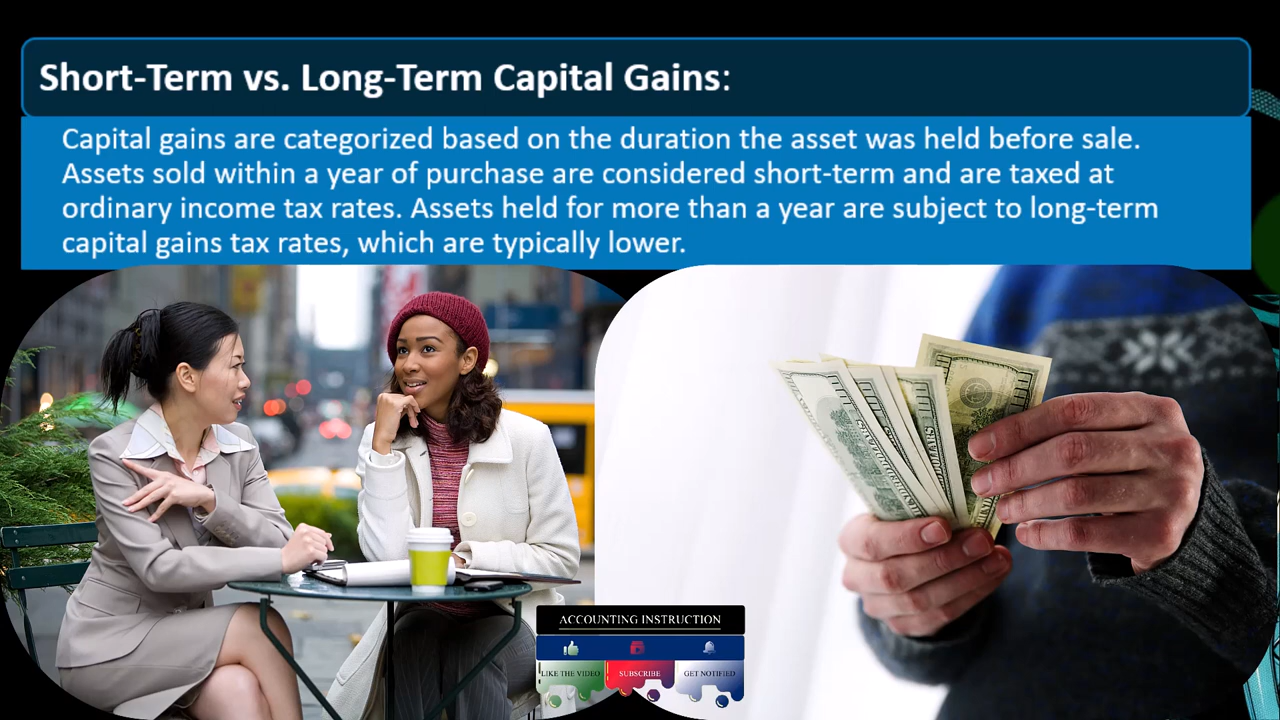 Short-Term vs. Long-Term Capital Gains:
Capital gains are categorized based on the duration the asset was held before sale.
Assets sold within a year of purchase are considered short-term and are taxed at
ordinary income tax rates. Assets held for more than a year are subject to long-term
capital gains tax rates, which are typically lower.
DOLLARS
ACCOUNTING INSTRUCTION
LIKE THE VIDEO
SUBSCRIBE
GET NOTIFIED